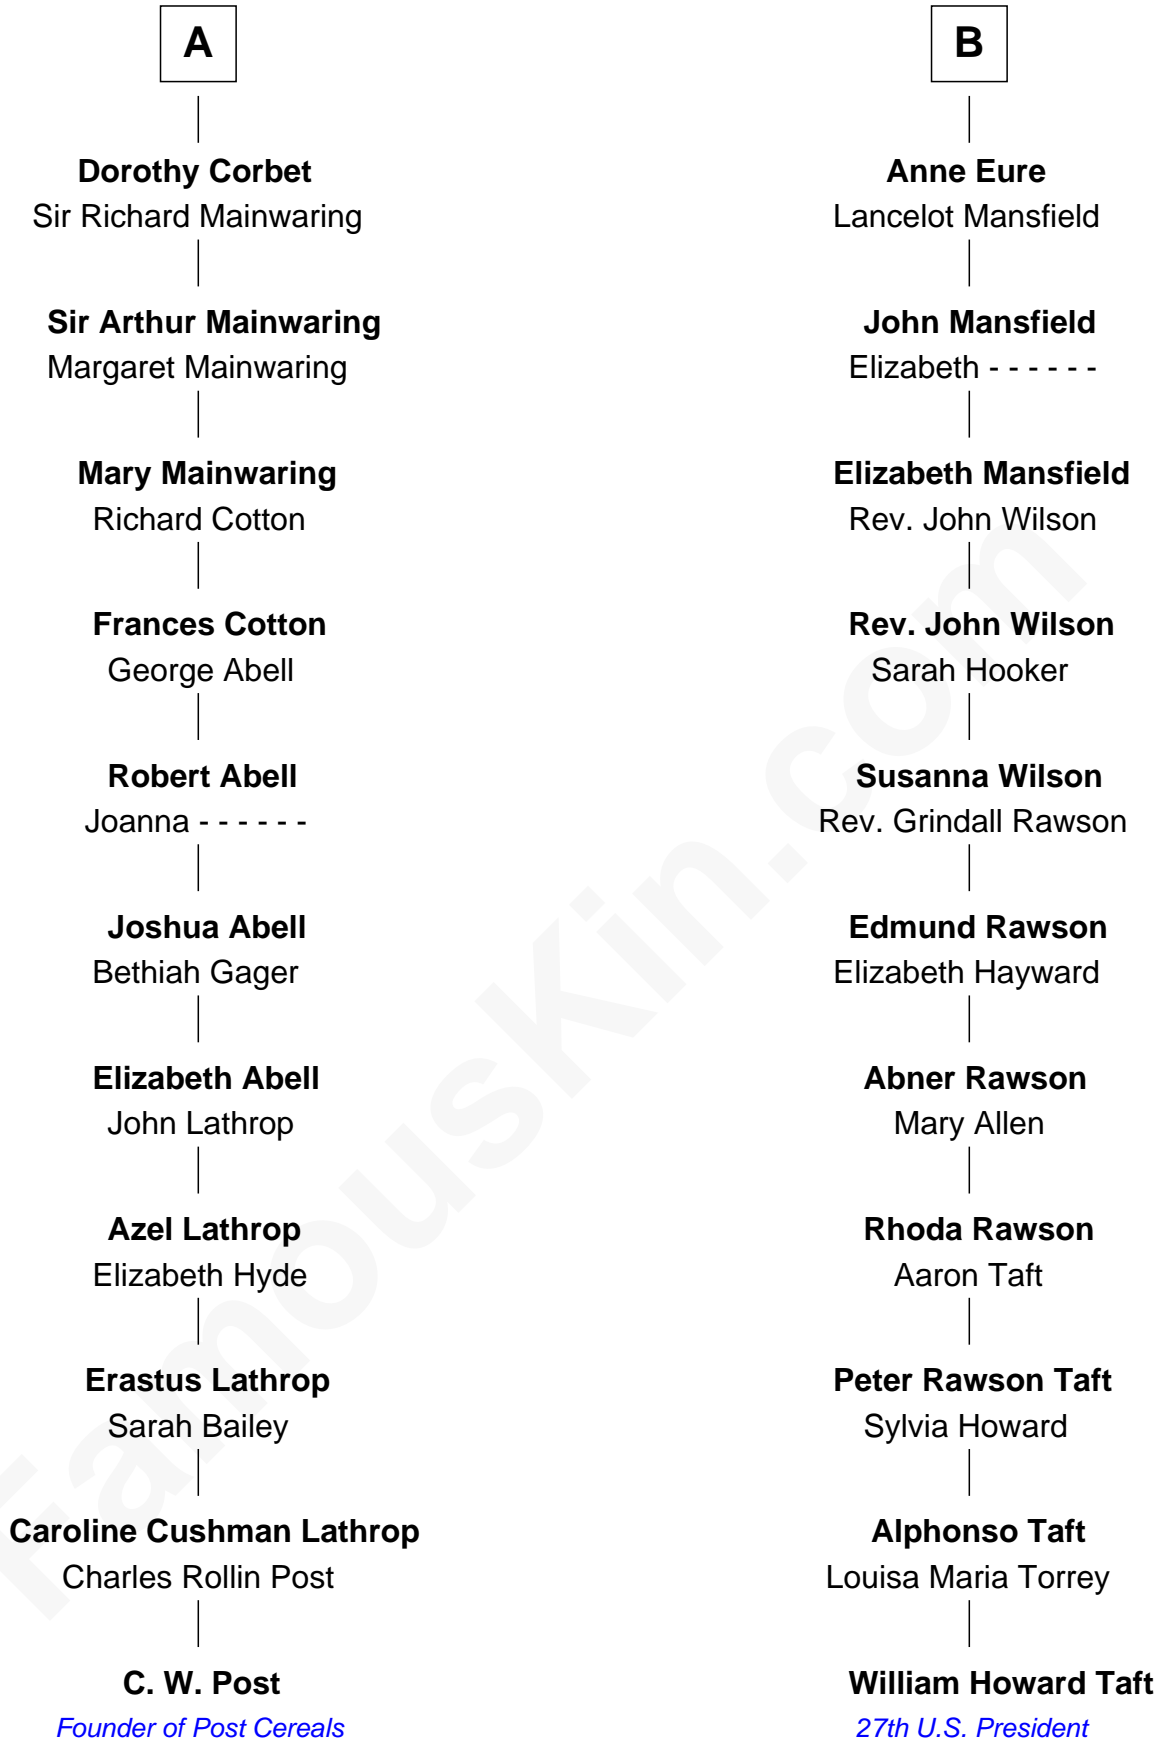 A
Dorothy Corbet
Sir Richard Mainwaring
Sir Arthur Mainwaring
Margaret Mainwaring
Mary Mainwaring
Richard Cotton
Frances Cotton
George Abell
Robert Abell
Joanna - - - - - -
Joshua Abell
Bethiah Gager
Elizabeth Abell
John Lathrop
Azel Lathrop
Elizabeth Hyde
Erastus Lathrop
Sarah Bailey
Caroline Cushman Lathrop
Charles Rollin Post
C. W. Post
Founder of Post Cereals
B
Anne Eure
Lancelot Mansfield
John Mansfield
Elizabeth - - - - - -
Elizabeth Mansfield
Rev. John Wilson
Rev. John Wilson
Sarah Hooker
Susanna Wilson
Rev. Grindall Rawson
Edmund Rawson
Elizabeth Hayward
Abner Rawson
Mary Allen
Rhoda Rawson
Aaron Taft
Peter Rawson Taft
Sylvia Howard
Alphonso Taft
Louisa Maria Torrey
William Howard Taft
27th U.S. President
FamousKin.com